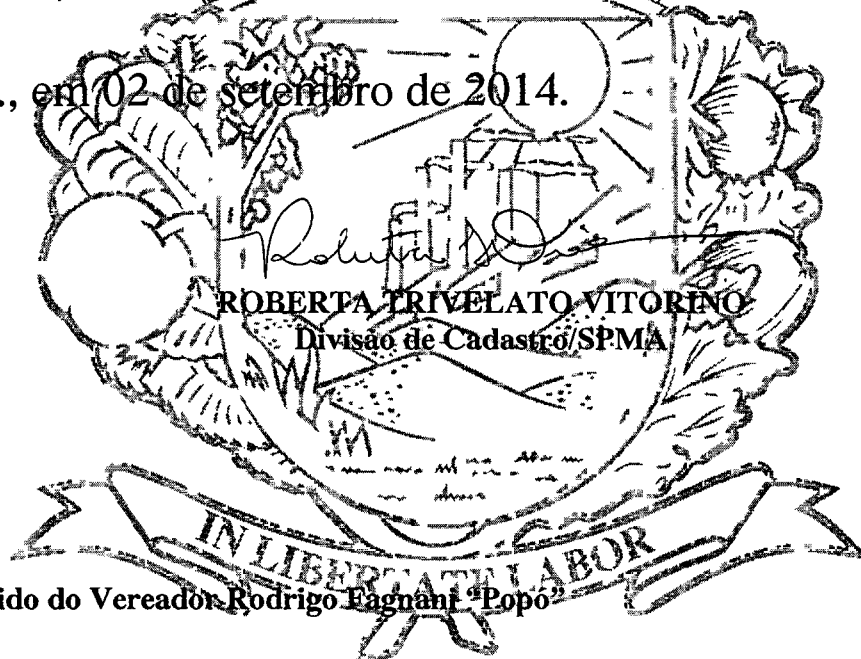 ., em 02 de setembro de 2014.
ROBERTA TRIVELATO VITORINO
Divisão de Cadastro/SPMA
IN LIBERTATE LABOR
ido do Vereador Rodrigo Fagnani "Popó"